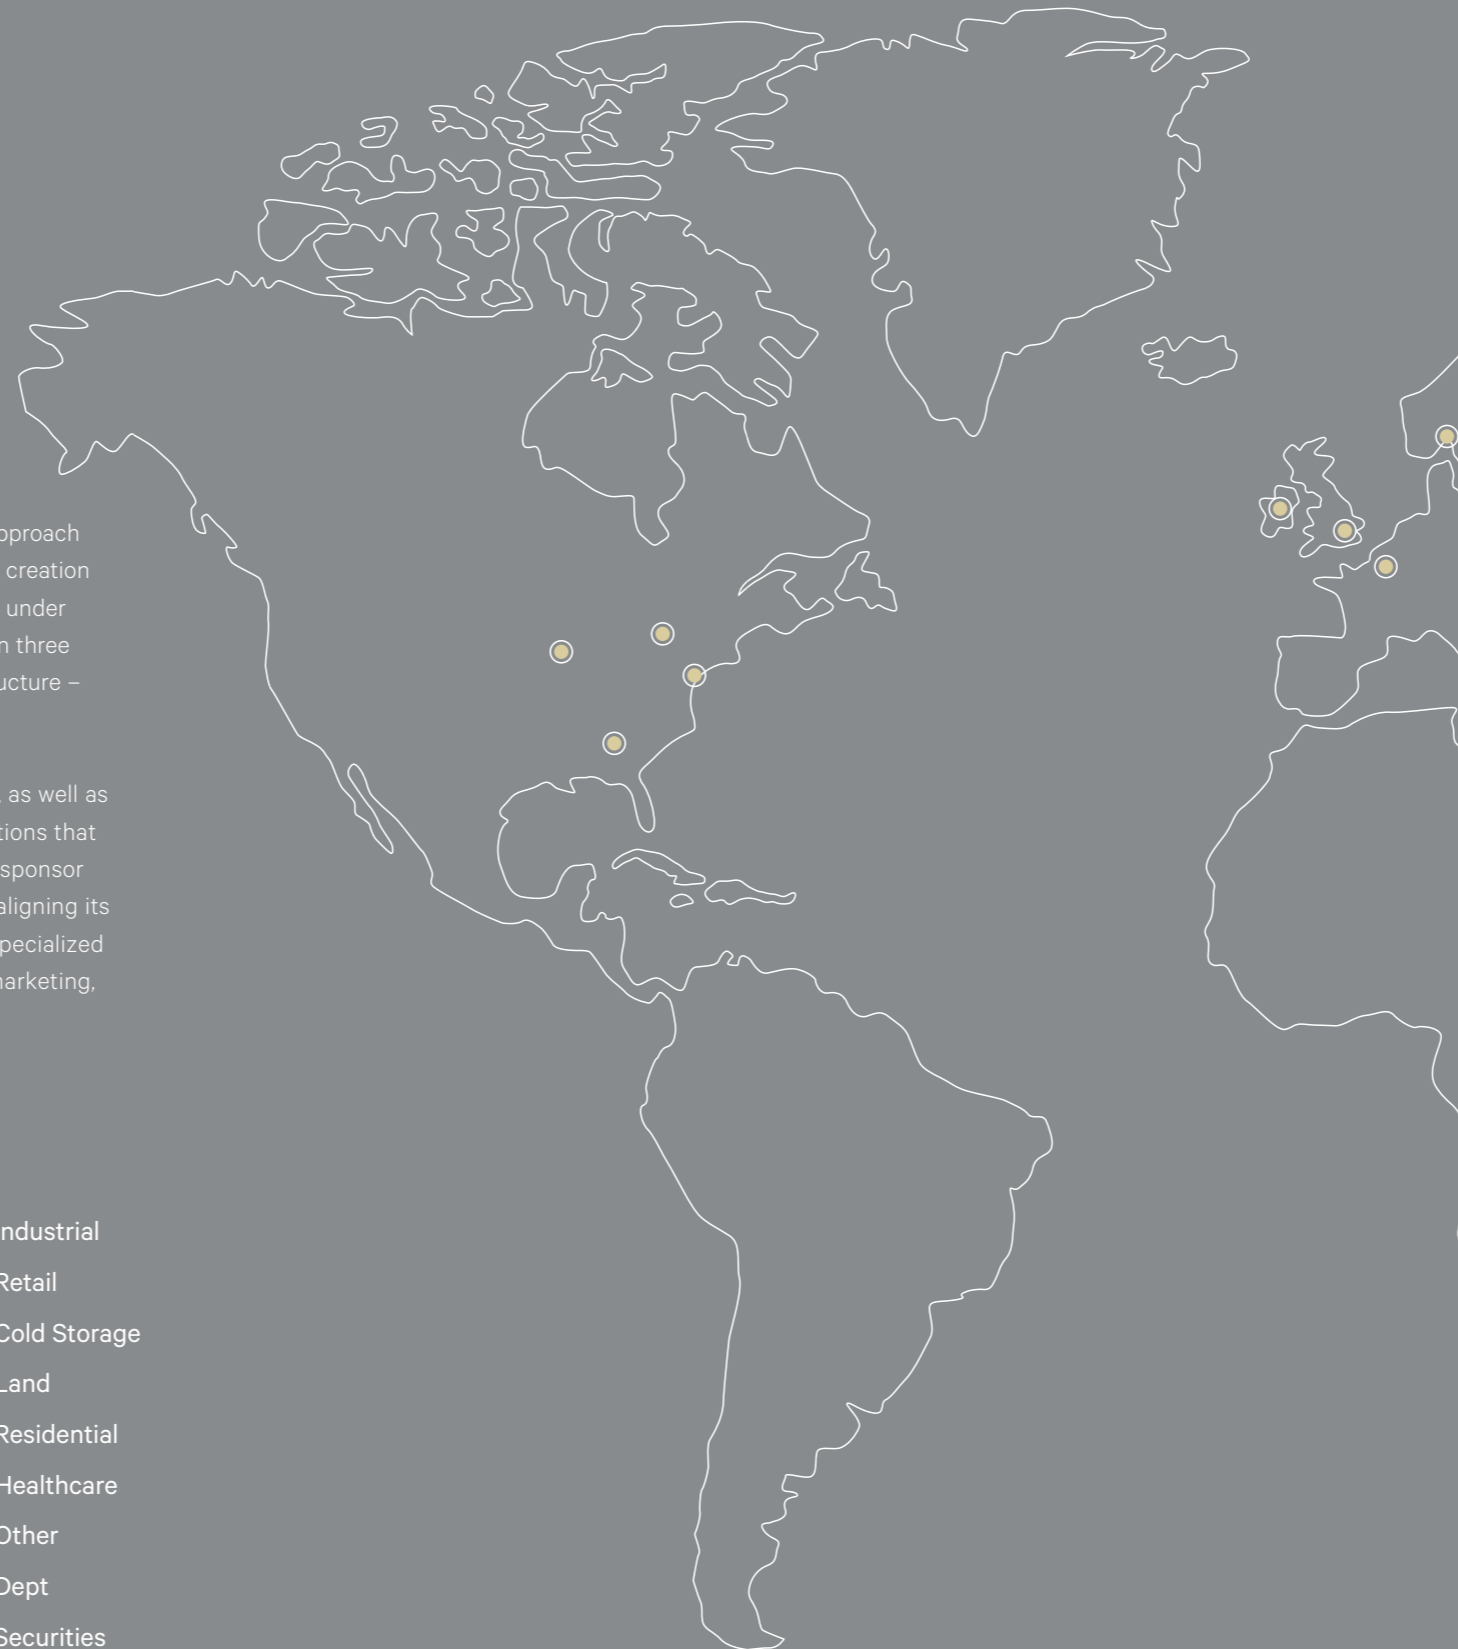 pproach
creation
under
n three
ucture –
, as well as
tions that
sponsor
aligning its
pecialized
narketing,
ndustrial
Retail
Cold Storage
Land
Residential
Healthcare
Other
Dept
Securities